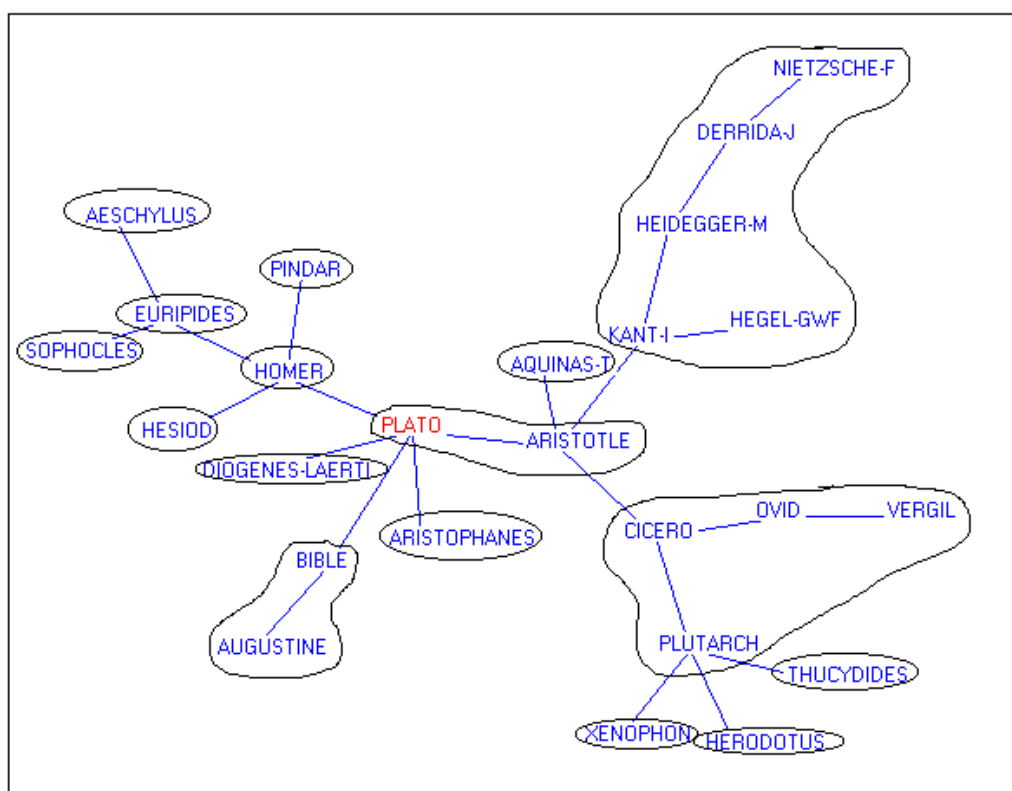 NIETZSCHE-F
DERRIDA-J
AESCHYLUS
HEIDEGGER-M
PINDAR
EURIPIDES
HEGEL-GWF
KANT-I
SOPHOCLES
HOMER
AQUINAS-T
PLATO
HESIOD
ARISTOTLE
DIOGENES-LAERTI
OVID
VERGIL
CICERO
ARISTOPHANES
BIBLE
AUGUSTINE
PLUTARCH
THUCYDIDES
XENOPHON
HERODOTUS